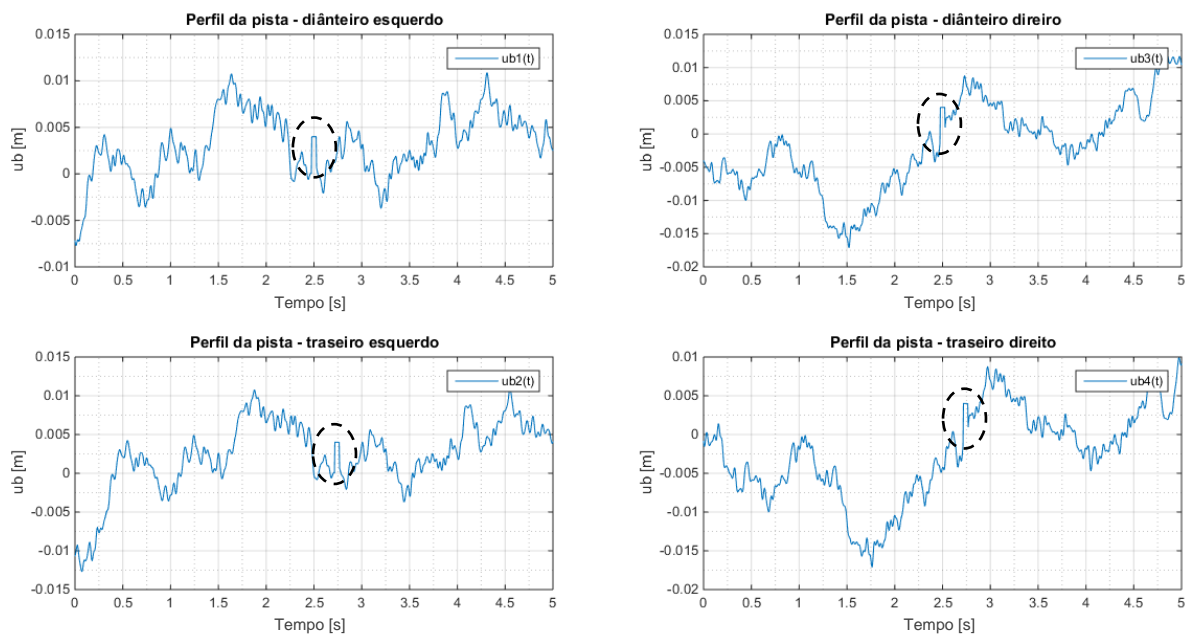 Perfil da pista - diânteiro esquerdo
0.015
0.01
0.005
0
-0.005
-0.01
ub [m]
ub1(t)
0 0.5 1 1.5 2 2.5 3 3.5 4 4.5 5
Tempo [s]
Perfil da pista - diânteiro direiro
0.015
0.01
0.005
0
-0.005
-0.01
-0.015
-0.02
ub [m]
ub3(t)
0 0.5 1 1.5 2 2.5 3 3.5 4 4.5 5
Tempo [s]
Perfil da pista - traseiro esquerdo
0.015
0.01
0.005
0
-0.005
-0.01
-0.015
ub [m]
ub2(t)
0 0.5 1 1.5 2 2.5 3 3.5 4 4.5 5
Tempo [s]
Perfil da pista - traseiro direito
0.01
0.005
0
-0.005
-0.01
-0.015
-0.02
ub [m]
ub4(t)
0 0.5 1 1.5 2 2.5 3 3.5 4 4.5 5
Tempo [s]